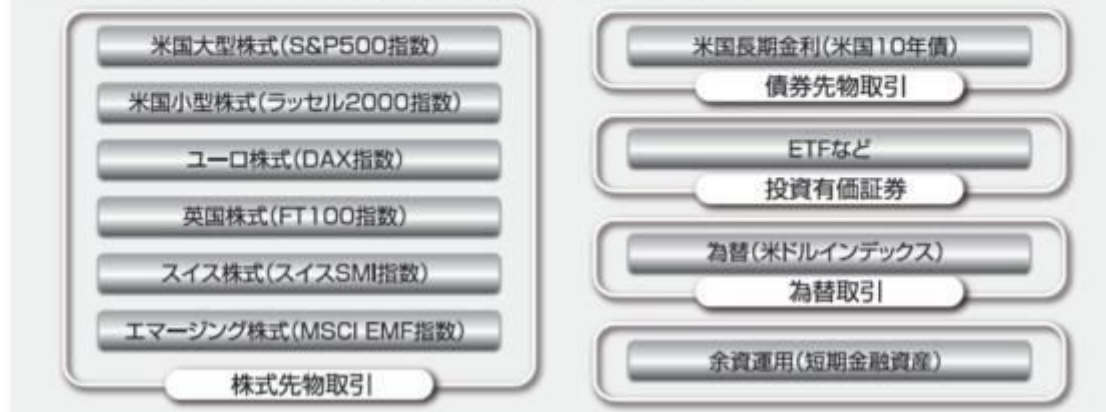 米国大型株式(S&P500指数)
米国小型株式(ラッセル2000指数)
ユーロ株式(DAX指数)
英国株式(FT100指数)
スイス株式(スイスSMI指数)
エマージング株式(MSCI EMF指数)
株式先物取引
米国長期金利(米国10年債)
債券先物取引
ETFなど
投資有価証券
為替(米ドルインデックス)
為替取引
余資運用(短期金融資産)